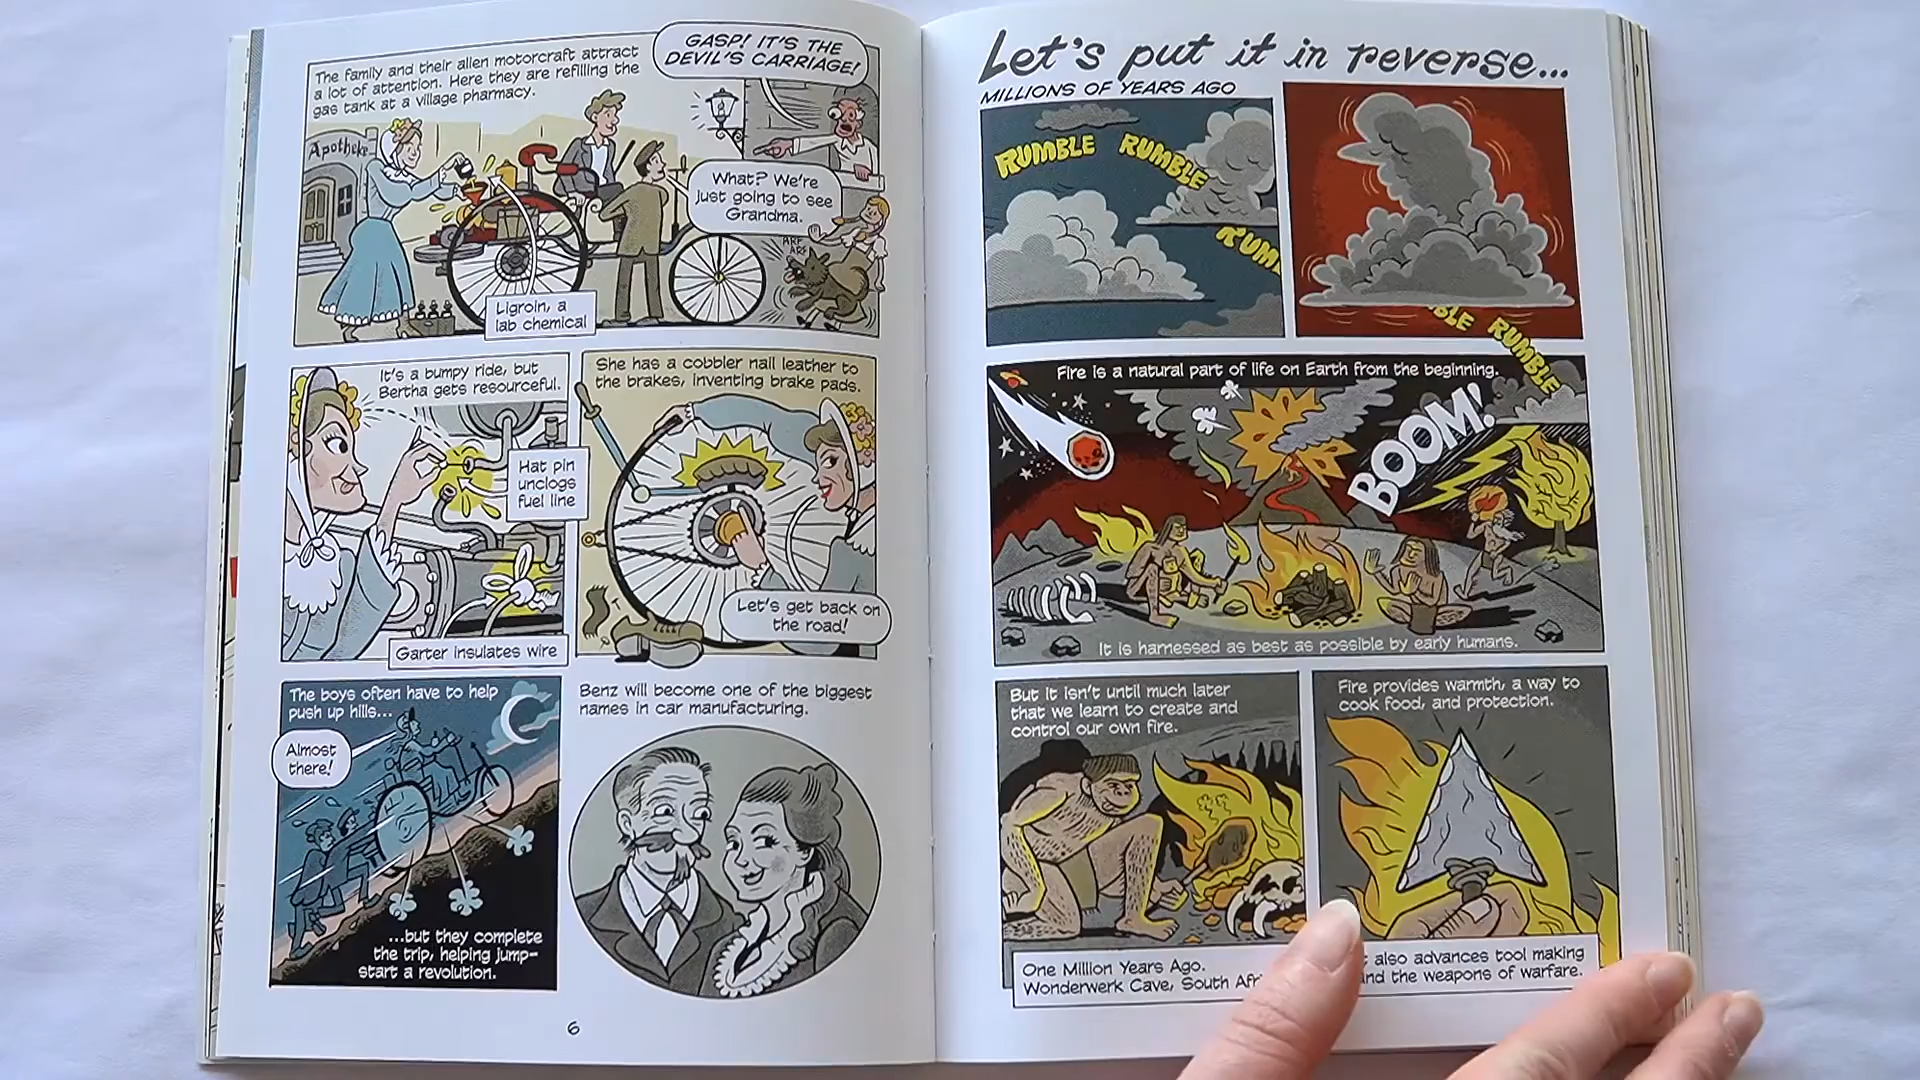 The family and their alien motorcraft attract
a lot of attention. Here they are refilling the
gas tank at a village pharmacy.
GASP! IT'S THE
DEVIL'S CARRIAGE!
Apotheke
What? We're
just going to see
Grandma.
ARF
ARF
Ligroin, a
lab chemical
It's a bumpy ride, but
Bertha gets resourceful.
Hat pin
unclogs
fuel line
Garter insulates wire
She has a cobbler nail leather to
the brakes, inventing brake pads.
Let's get back on
the road!
The boys often have to help
push up hills...
Almost
there!
...but they complete
the trip, helping jump-
start a revolution.
Benz will become one of the biggest
names in car manufacturing.
6
Let's put it in reverse...
MILLIONS OF YEARS AGO
RUMBLE RUMBLE
RUM
BLE RUMBLE
Fire is a natural part of life on Earth from the beginning.
BOOM!
It is harnessed as best as possible by early humans.
But it isn't until much later
that we learn to create and
control our own fire.
One Million Years Ago.
Wonderwerk Cave, South Afr
Fire provides warmth, a way to
cook food, and protection.
also advances tool making
and the weapons of warfare.